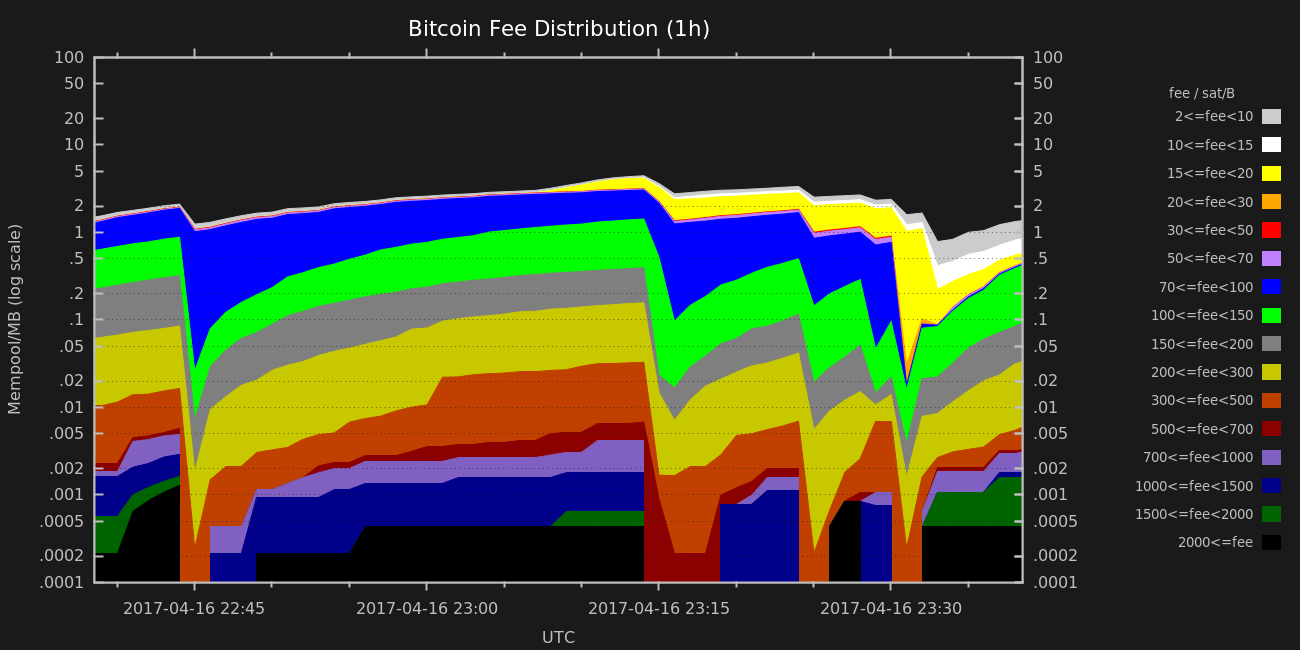 Bitcoin Fee Distribution (1h)
Mempool/MB (log scale)
100
50
20
10
5
2
1
.5
.2
.1
.05
.02
.01
.005
.002
.001
.0005
.0002
.0001
100
50
20
10
5
2
1
.5
.2
.1
.05
.02
.01
.005
.002
.001
.0005
.0002
.0001
2017-04-16 22:45
2017-04-16 23:00
2017-04-16 23:15
2017-04-16 23:30
UTC
fee / sat/B
2<=fee<10
10<=fee<15
15<=fee<20
20<=fee<30
30<=fee<50
50<=fee<70
70<=fee<100
100<=fee<150
150<=fee<200
200<=fee<300
300<=fee<500
500<=fee<700
700<=fee<1000
1000<=fee<1500
1500<=fee<2000
2000<=fee